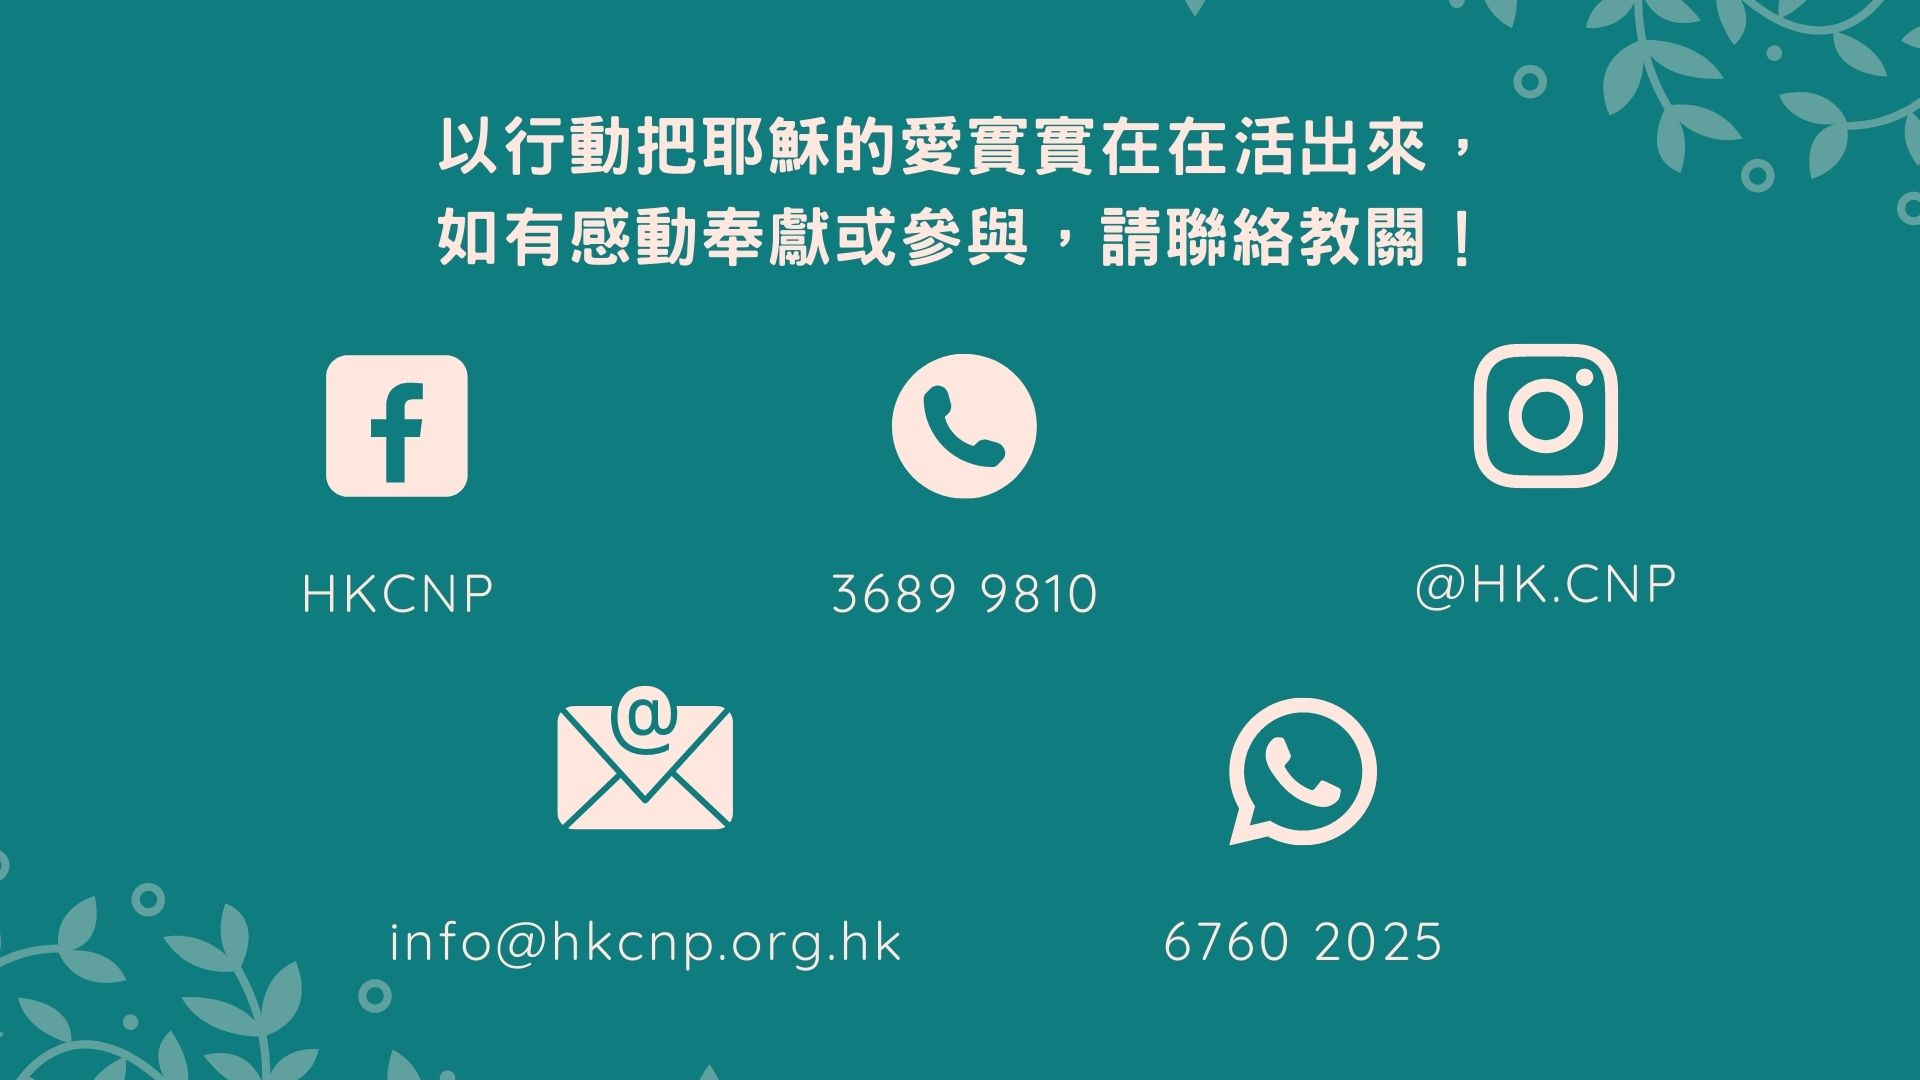 以行動把耶穌的愛實實在在活出來，
如有感動奉獻或參與，請聯絡教關！
HKCNP
3689 9810
@HK.CNP
info@hkcnp.org.hk
6760 2025